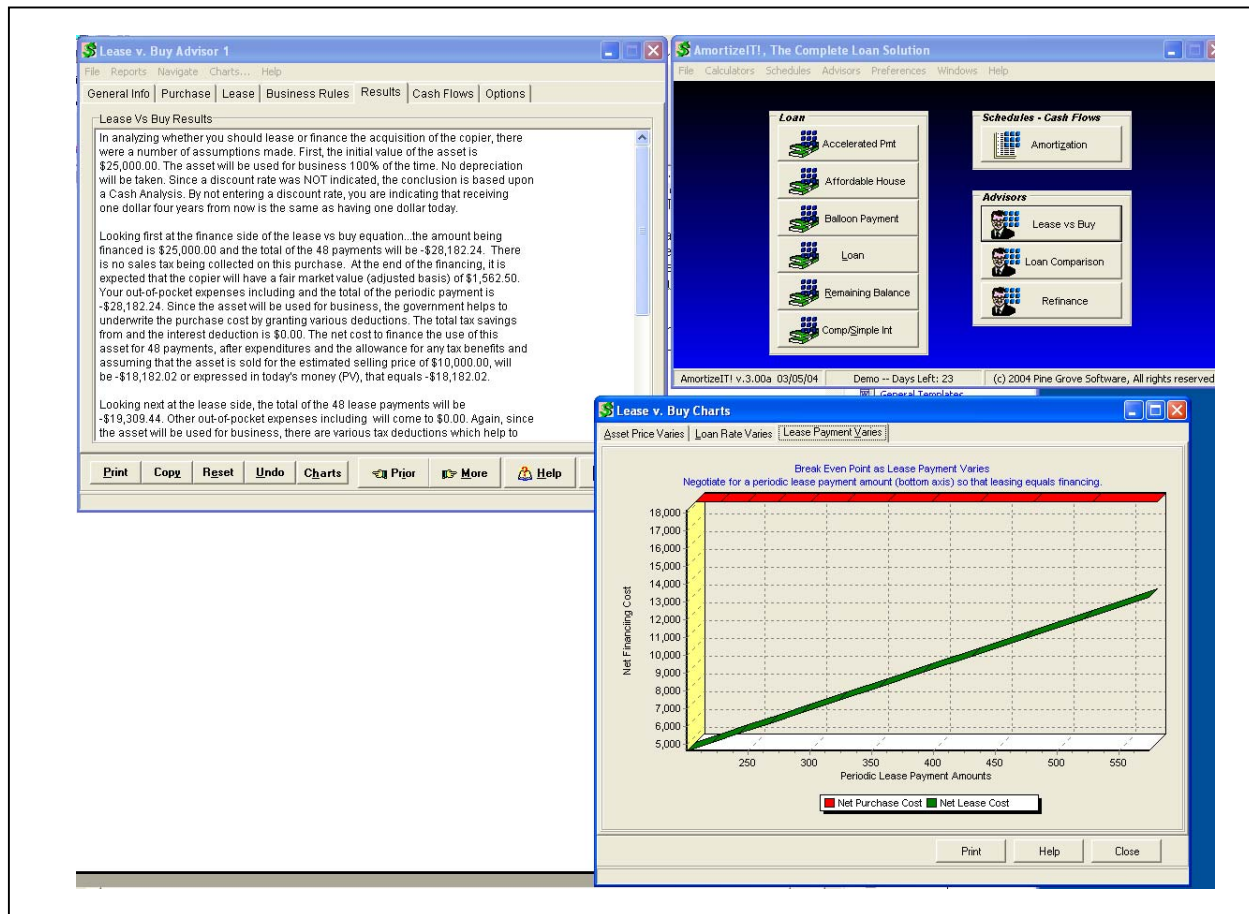 Lease v. Buy Advisor 1
File Reports Navigate Charts... Help
General Info Purchase Lease Business Rules Results Cash Flows Options
Lease Vs Buy Results
In analyzing whether you should lease or finance the acquisition of the copier, there
were a number of assumptions made. First, the initial value of the asset is
$25,000.00. The asset will be used for business 100% of the time. No depreciation
will be taken. Since a discount rate was NOT indicated, the conclusion is based upon
a Cash Analysis. By not entering a discount rate, you are indicating that receiving
one dollar four years from now is the same as having one dollar today.
Looking first at the finance side of the lease vs buy equation...the amount being
financed is $25,000.00 and the total of the 48 payments will be -$28,182.24. There
is no sales tax being collected on this purchase. At the end of the financing, it is
expected that the copier will have a fair market value (adjusted basis) of $1,562.50.
Your out-of-pocket expenses including and the total of the periodic payment is
-$28,182.24. Since the asset will be used for business, the government helps to
underwrite the purchase cost by granting various deductions. The total tax savings
from and the interest deduction is $0.00. The net cost to finance the use of this
asset for 48 payments, after expenditures and the allowance for any tax benefits and
assuming that the asset is sold for the estimated selling price of $10,000.00, will
be -$18,182.02 or expressed in today's money (PV), that equals -$18,182.02.
Looking next at the lease side, the total of the 48 lease payments will be
-$19,309.44. Other out-of-pocket expenses including will come to $0.00. Again, since
the asset will be used for business, there are various tax deductions which help to
Print Copy Reset Undo Charts Prior More Help
AmortizeIT!, The Complete Loan Solution
File Calculators Schedules Advisors Preferences Windows Help
Loan
Accelerated Pmt
Affordable House
Balloon Payment
Loan
Remaining Balance
Comp/Simple Int
Schedules - Cash Flows
Amortization
Advisors
Lease vs Buy
Loan Comparison
Refinance
AmortizeIT! v.3.00a 03/05/04 Demo -- Days Left: 23 (c) 2004 Pine Grove Software, All rights reserved
General Templates
Lease v. Buy Charts
Asset Price Varies Loan Rate Varies Lease Payment Varies
Break Even Point as Lease Payment Varies
Negotiate for a periodic lease payment amount (bottom axis) so that leasing equals financing.
Net Financiing Cost
18,000
17,000
16,000
15,000
14,000
13,000
12,000
11,000
10,000
9,000
8,000
7,000
6,000
5,000
250 300 350 400 450 500 550
Periodic Lease Payment Amounts
Net Purchase Cost Net Lease Cost
Print Help Close